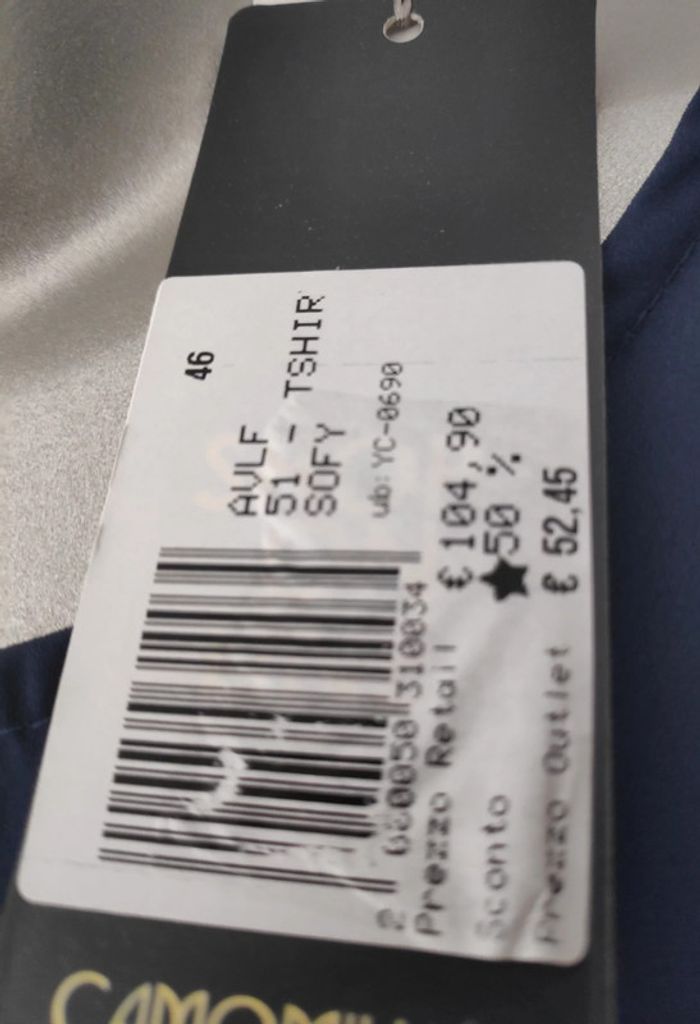 46
AVLF
51 - TSHIR
SOFY
ub: YC-0690
2 680050 310034
Prezzo Retail € 104,90
Sconto ★50 %
Prezzo Outlet € 52,45